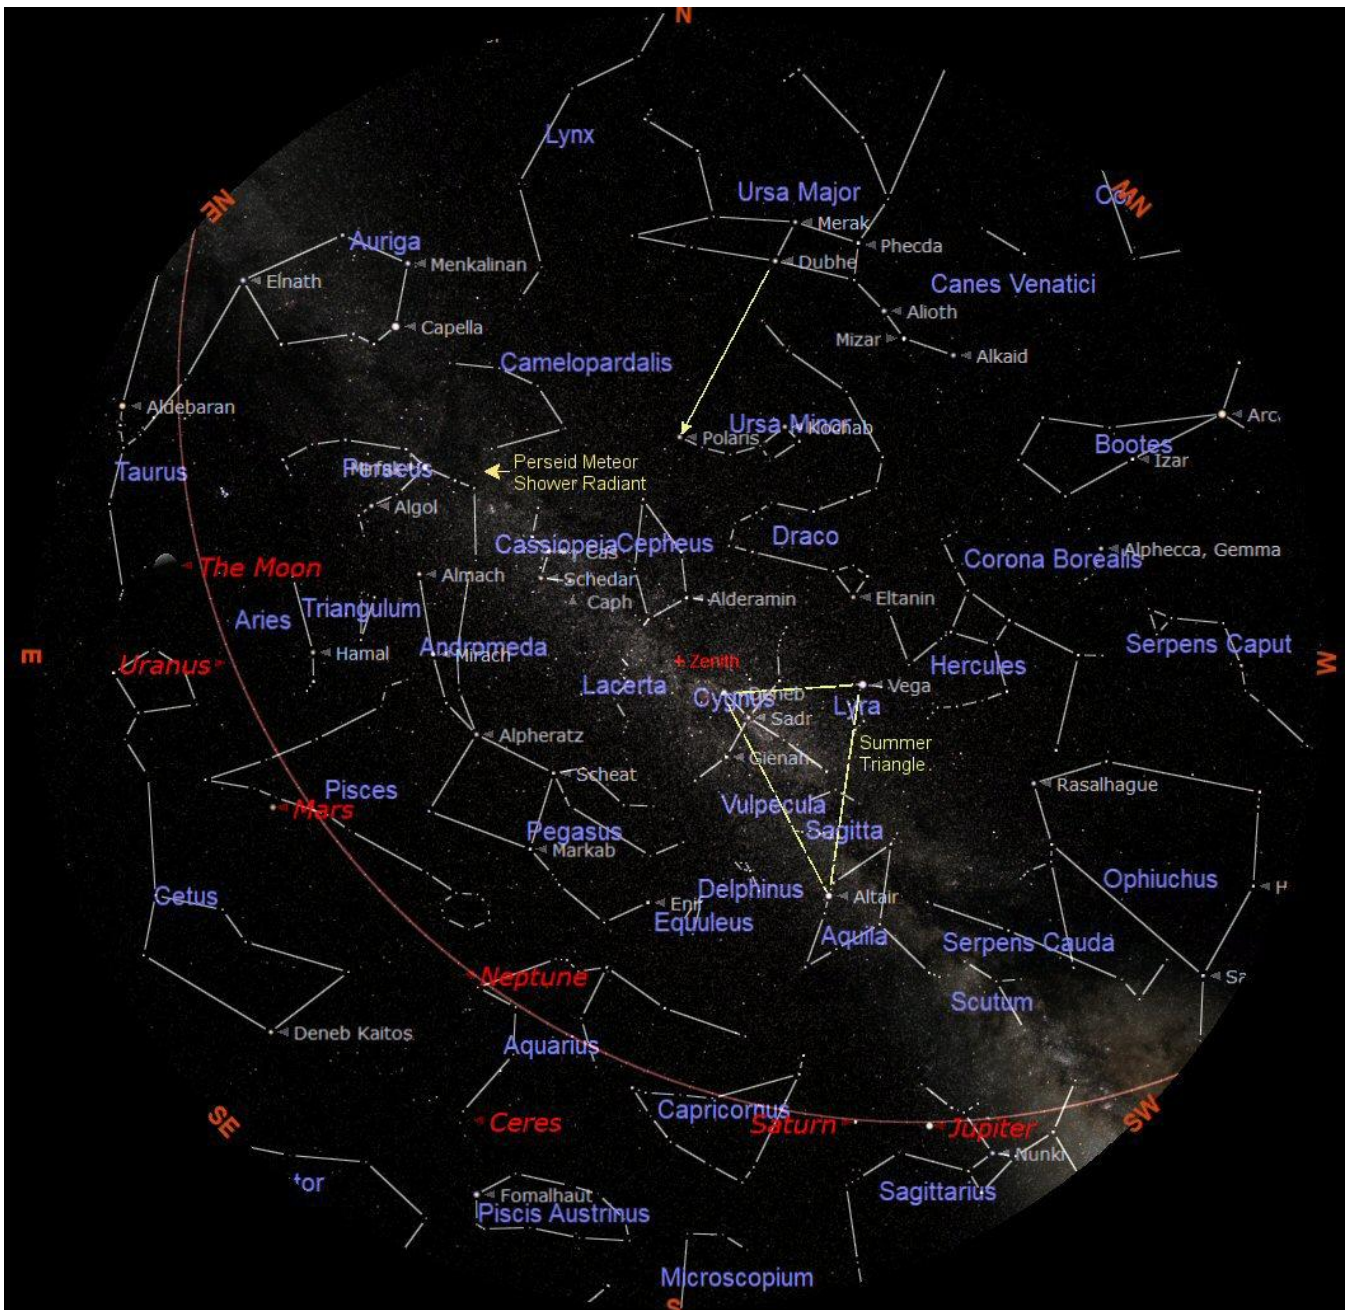 N
Lynx
NE
Ursa Major
NW
Merak
Auriga
Phecda
Menkalinan
Dubhe
Elnath
Canes Venatici
Alioth
Capella
Mizar
Alkaid
Camelopardalis
Aldebaran
Arc
Ursa Minor
Kochab
Polaris
Bootes
Izar
Taurus
Perseus
Perseid Meteor
Shower Radiant
Algol
Draco
Cassiopeia
Cepheus
Cas
Corona Borealis
Alphecca, Gemma
The Moon
Almach
Schedar
Caph
Alderamin
Eltanin
Triangulum
Aries
Serpens Caput
Andromeda
Mirach
Hamal
E
Zenith
W
Uranus
Hercules
Lacerta
Vega
Cygnus
Lyra
Sadr
Alpheratz
Summer
Triangle
Gienah
Scheat
Rasalhague
Pisces
Mars
Vulpecula
Pegasus
Sagitta
Markab
Ophiuchus
Cetus
Delphinus
Altair
H
Enif
Equuleus
Aquila
Serpens Cauda
Neptune
Scutum
Deneb Kaitos
Aquarius
Capricornus
SE
Ceres
Saturn
Jupiter
SW
Nunki
tor
Fomalhaut
Sagittarius
Piscis Austrinus
Microscopium
S